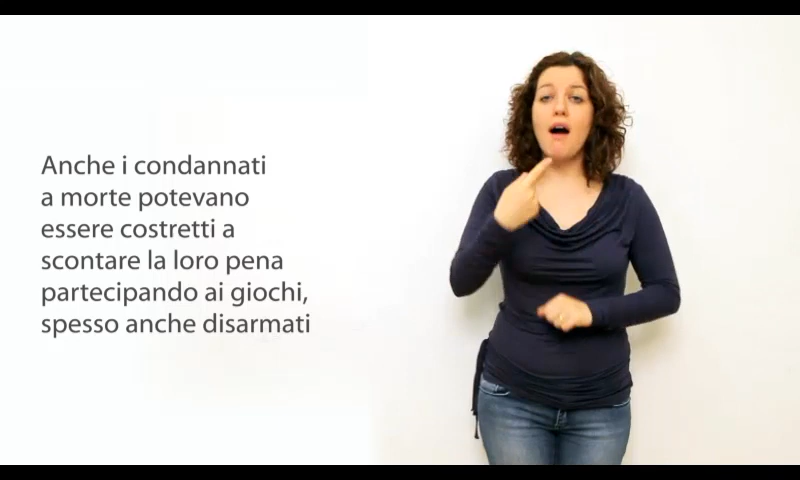 Anche i condannati
a morte potevano
essere costretti a
scontare la loro pena
partecipando ai giochi,
spesso anche disarmati